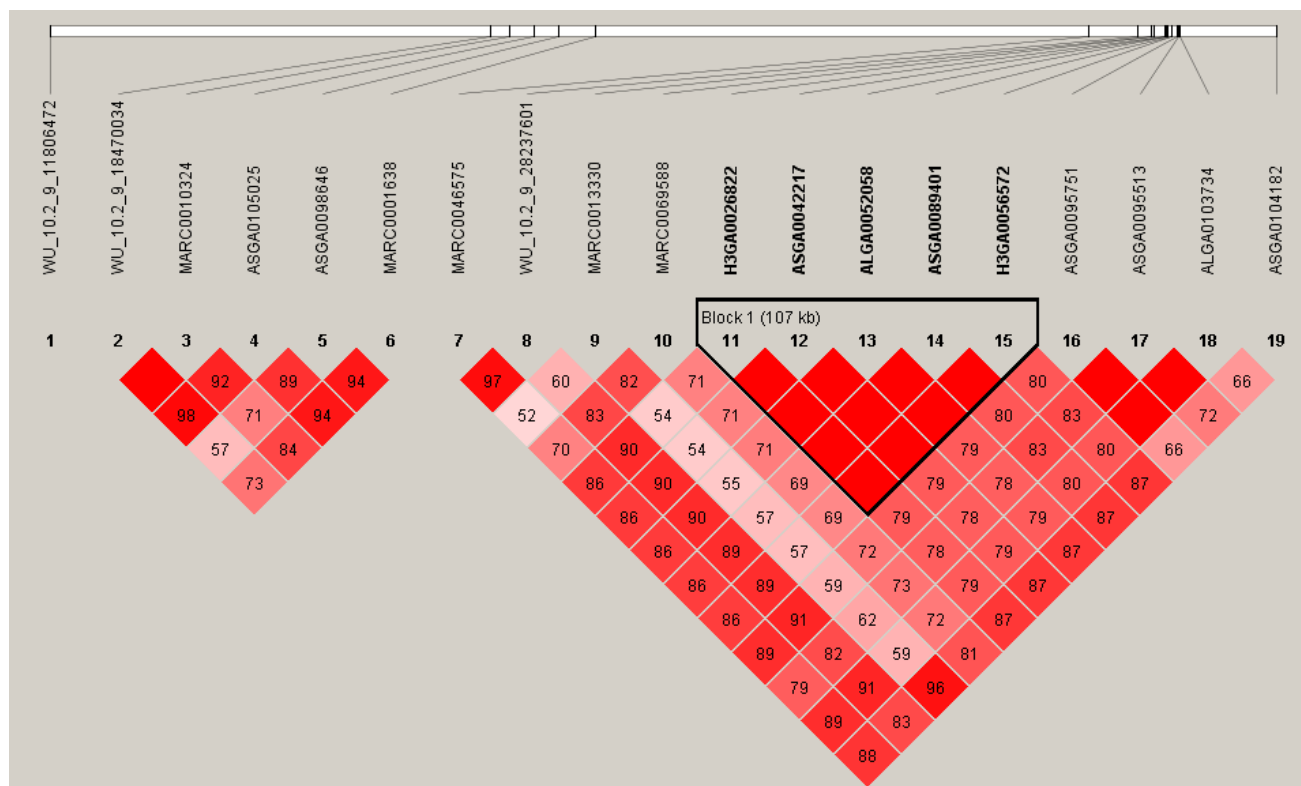 WU_10.2_9_11806472
WU_10.2_9_18470034
MARC0010324
ASGA0105025
ASGA0098646
MARC0001638
MARC0046575
WU_10.2_9_28237601
MARC0013330
MARC0069588
H3GA0026822
ASGA0042217
ALGA0052058
ASGA0089401
H3GA0056572
ASGA0095751
ASGA0095513
ALGA0103734
ASGA0104182
Block 1 (107 kb)
1 2 3 4 5 6 7 8 9 10 11 12 13 14 15 16 17 18 19
92 89 94 97 60 82 71 80 66
98 71 94 52 83 54 71 80 83 72
57 84 70 90 54 71 79 83 80 66
73 86 90 55 69 79 78 80 87
86 90 57 69 79 78 79 87
86 89 57 72 78 79 87
86 89 59 73 79 87
86 91 62 72 87
89 82 59 81
79 91 96
89 83
88